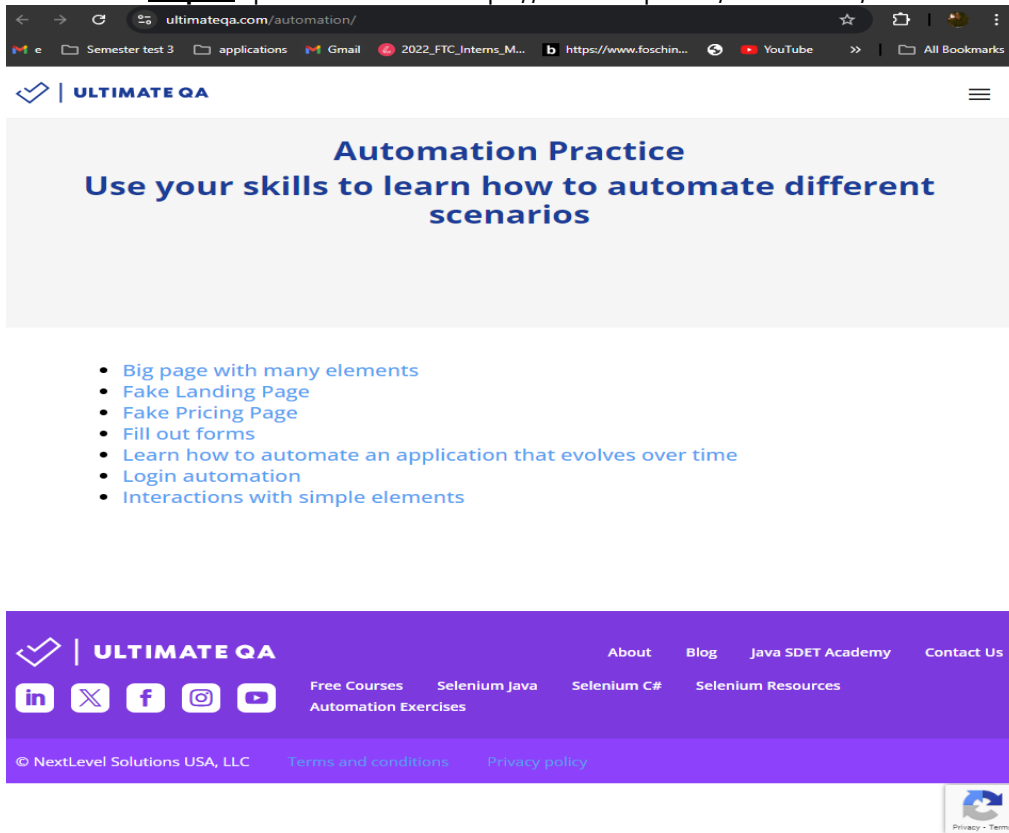 ultimateqa.com/automation/
e Semester test 3 applications Gmail 2022_FTC_Interns_M... https://www.foschin... YouTube » All Bookmarks
ULTIMATE QA
Automation Practice
Use your skills to learn how to automate different
scenarios
• Big page with many elements
• Fake Landing Page
• Fake Pricing Page
• Fill out forms
• Learn how to automate an application that evolves over time
• Login automation
• Interactions with simple elements
ULTIMATE QA
About Blog Java SDET Academy Contact Us
Free Courses Selenium Java Selenium C# Selenium Resources
Automation Exercises
© NextLevel Solutions USA, LLC Terms and conditions Privacy policy
Privacy - Term